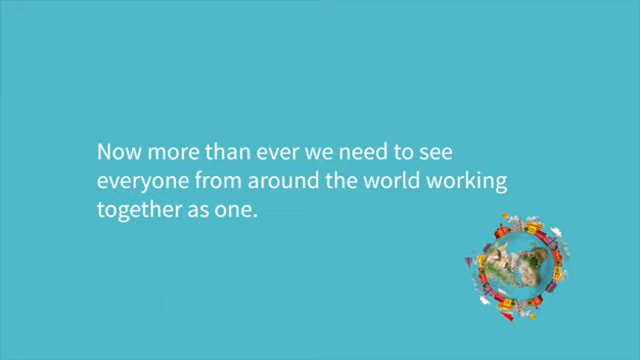 Now more than ever we need to see
everyone from around the world working
together as one.